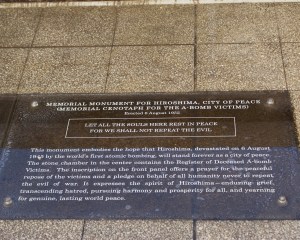 MEMORIAL MONUMENT FOR HIROSHIMA, CITY OF PEACE
(MEMORIAL CENOTAPH FOR THE A-BOMB VICTIMS)
Erected 6 August 1952
LET ALL THE SOULS HERE REST IN PEACE
FOR WE SHALL NOT REPEAT THE EVIL
This monument embodies the hope that Hiroshima, devastated on 6 August
1945 by the world's first atomic bombing, will stand forever as a city of peace.
The stone chamber in the center contains the Register of Deceased A-bomb
Victims. The inscription on the front panel offers a prayer for the peaceful
repose of the victims and a pledge on behalf of all humanity never to repeat
the evil of war. It expresses the spirit of Hiroshima — enduring grief,
transcending hatred, pursuing harmony and prosperity for all, and yearning
for genuine, lasting world peace.